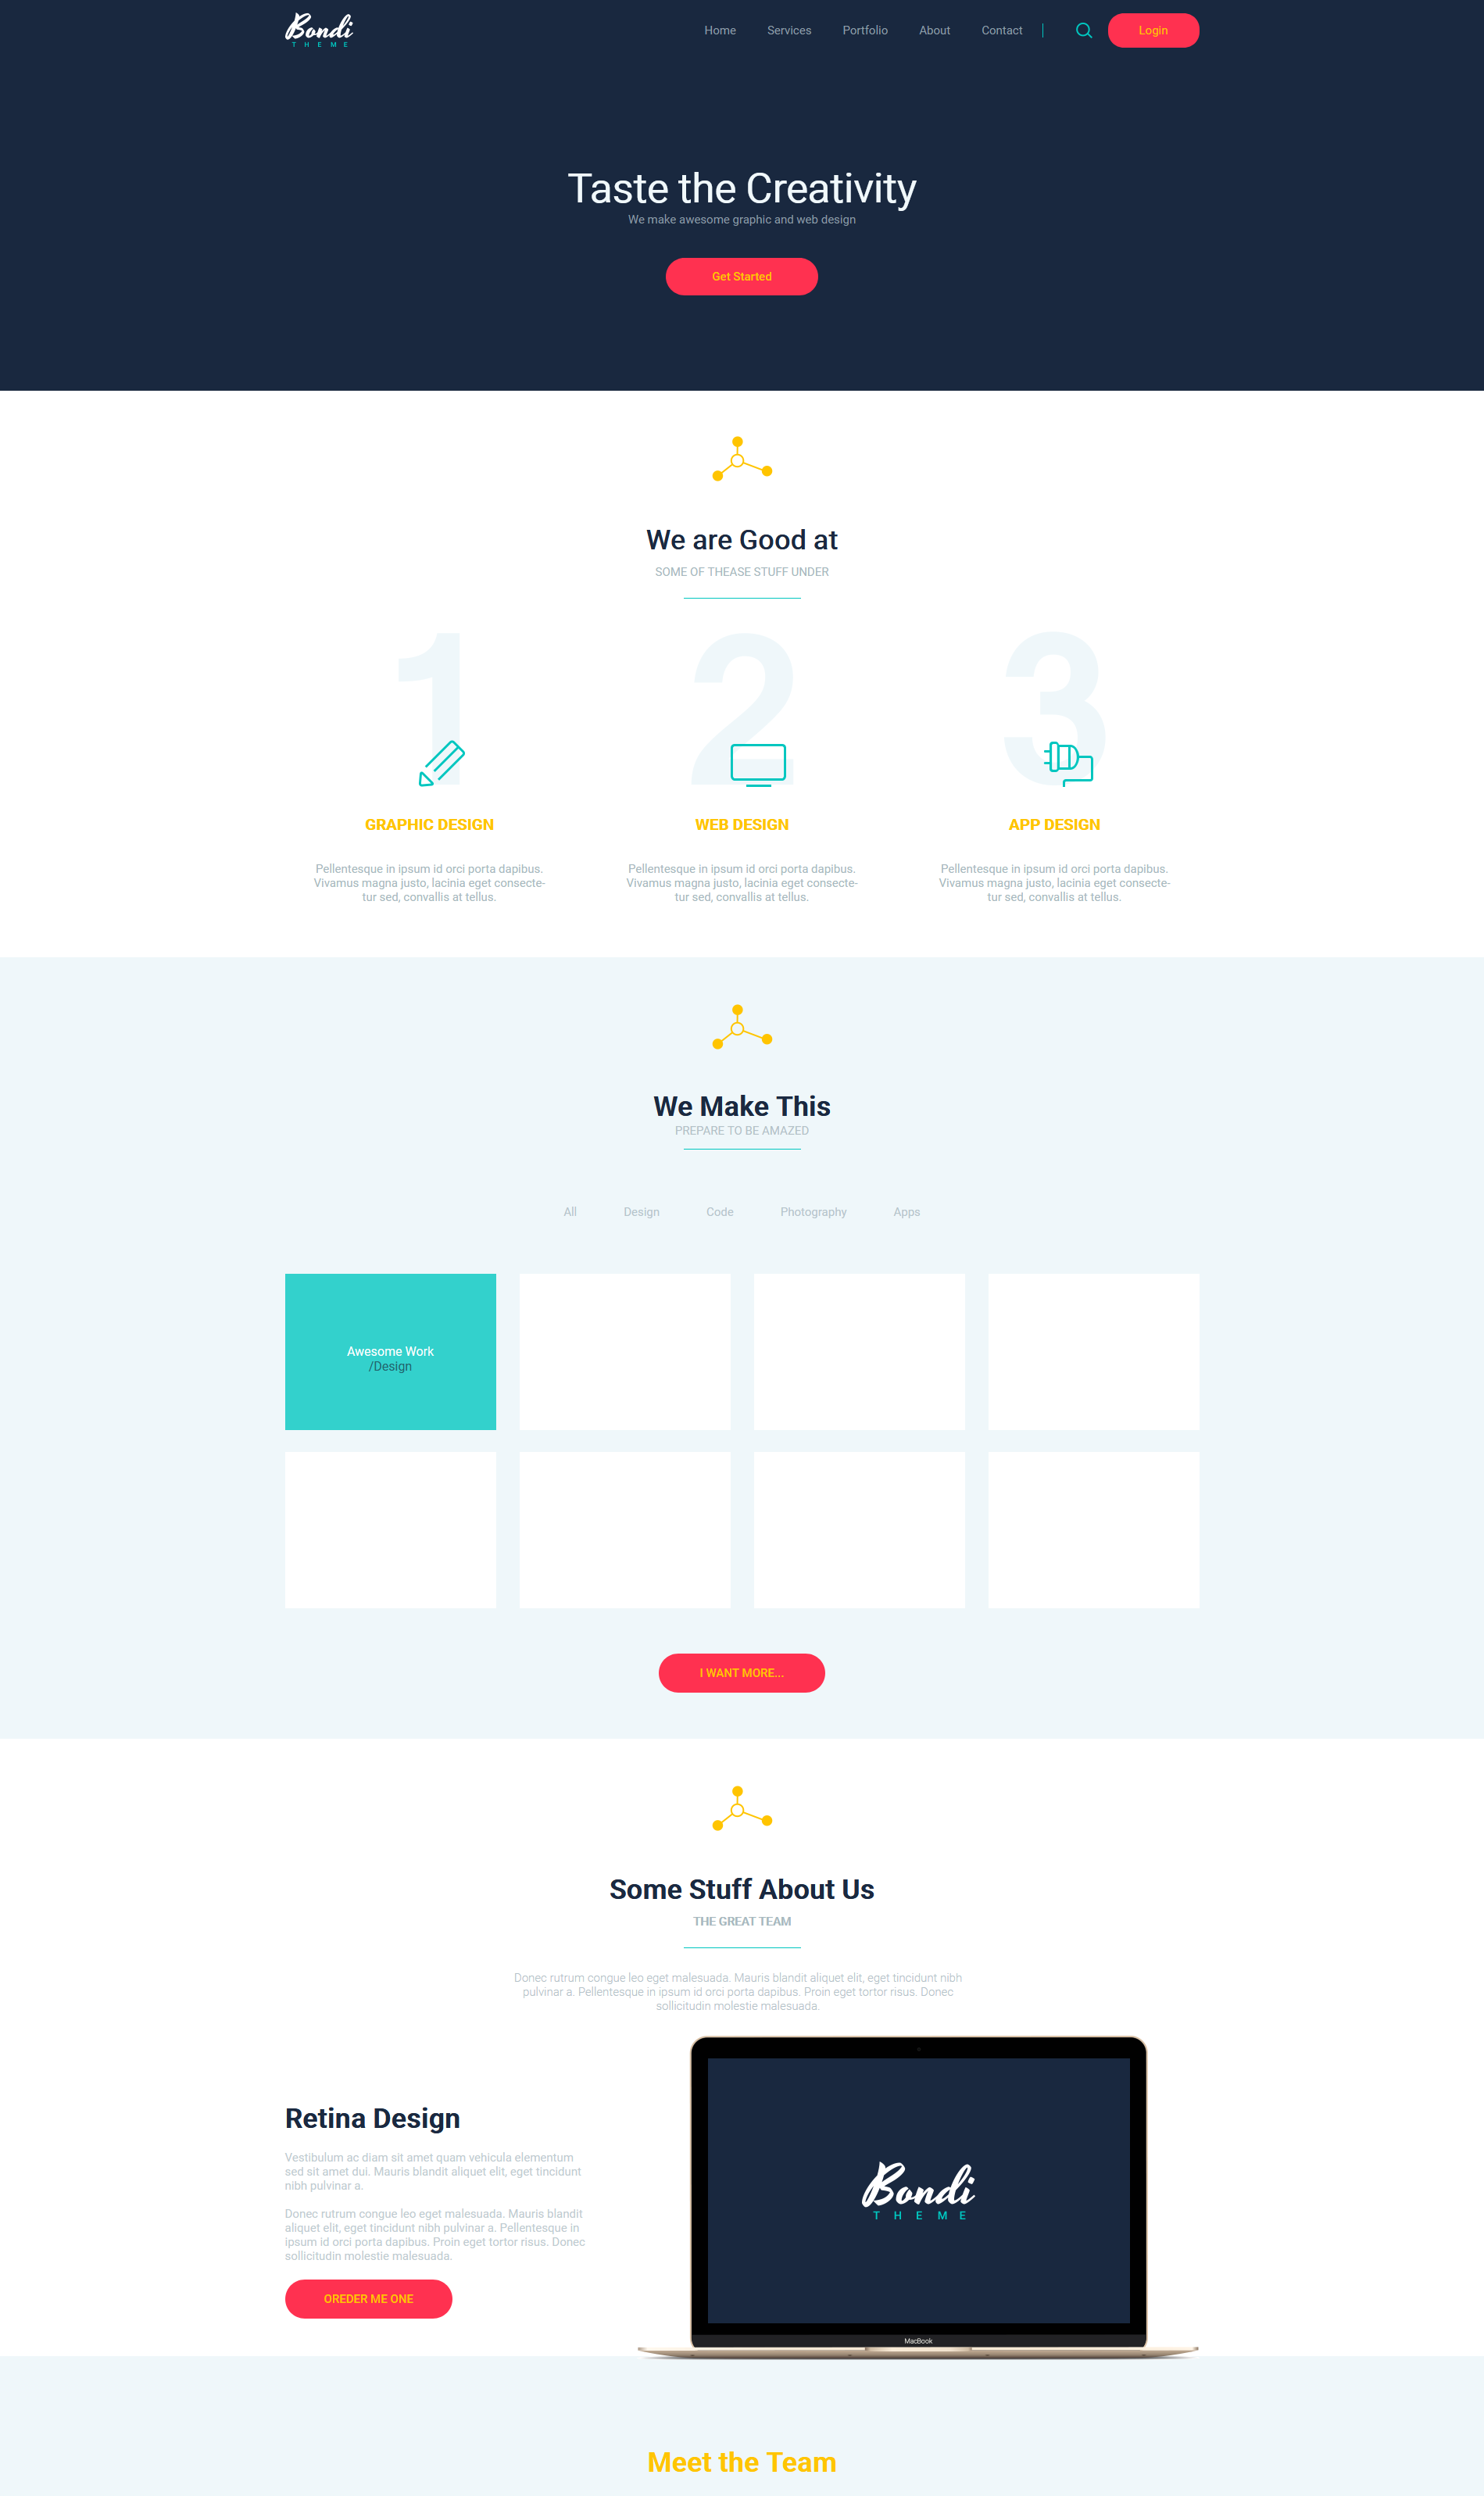 Bondi
THEME
Home Services Portfolio About Contact Login
Taste the Creativity
We make awesome graphic and web design
Get Started
We are Good at
SOME OF THEASE STUFF UNDER
1 2 3
GRAPHIC DESIGN
Pellentesque in ipsum id orci porta dapibus.
Vivamus magna justo, lacinia eget consecte-
tur sed, convallis at tellus.
WEB DESIGN
Pellentesque in ipsum id orci porta dapibus.
Vivamus magna justo, lacinia eget consecte-
tur sed, convallis at tellus.
APP DESIGN
Pellentesque in ipsum id orci porta dapibus.
Vivamus magna justo, lacinia eget consecte-
tur sed, convallis at tellus.
We Make This
PREPARE TO BE AMAZED
All Design Code Photography Apps
Awesome Work
/Design
I WANT MORE...
Some Stuff About Us
THE GREAT TEAM
Donec rutrum congue leo eget malesuada. Mauris blandit aliquet elit, eget tincidunt nibh
pulvinar a. Pellentesque in ipsum id orci porta dapibus. Proin eget tortor risus. Donec
sollicitudin molestie malesuada.
Retina Design
Vestibulum ac diam sit amet quam vehicula elementum
sed sit amet dui. Mauris blandit aliquet elit, eget tincidunt
nibh pulvinar a.
Donec rutrum congue leo eget malesuada. Mauris blandit
aliquet elit, eget tincidunt nibh pulvinar a. Pellentesque in
ipsum id orci porta dapibus. Proin eget tortor risus. Donec
sollicitudin molestie malesuada.
OREDER ME ONE
Bondi
THEME
MacBook
Meet the Team